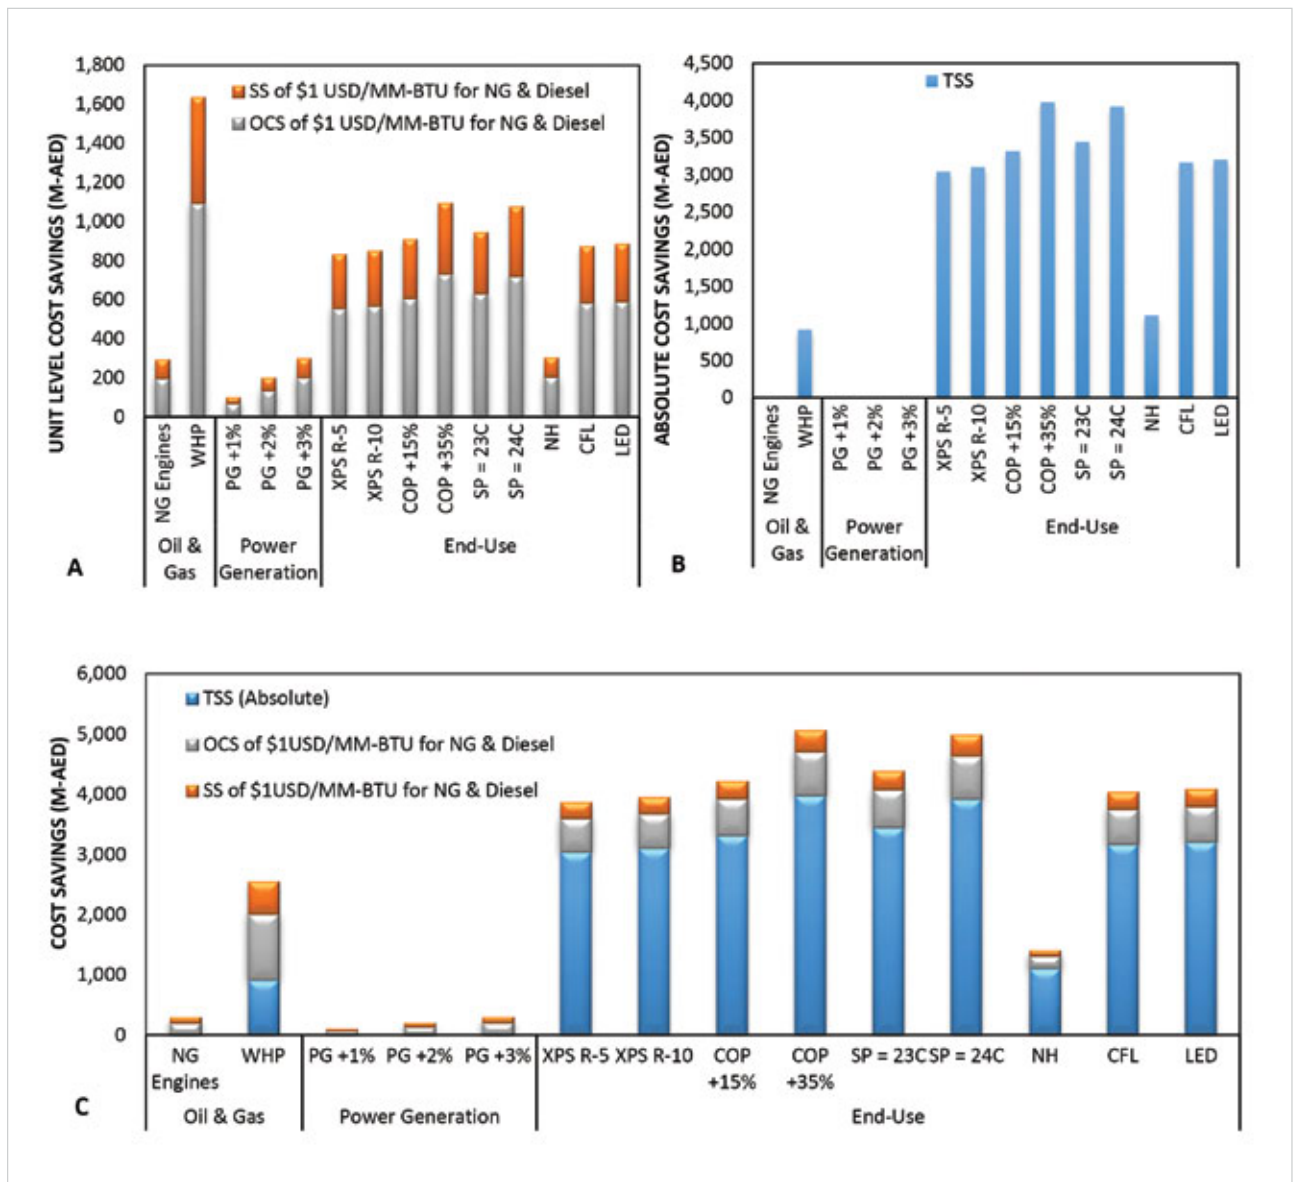 1,800
1,600
1,400
1,200
1,000
800
600
400
200
0
UNIT LEVEL COST SAVINGS (M-AED)
SS of $1 USD/MM-BTU for NG & Diesel
OCS of $1 USD/MM-BTU for NG & Diesel
NG Engines
WHP
PG +1%
PG +2%
PG +3%
XPS R-5
XPS R-10
COP +15%
COP +35%
SP = 23C
SP = 24C
NH
CFL
LED
Oil &
Gas
Power
Generation
End-Use
A
4,500
4,000
3,500
3,000
2,500
2,000
1,500
1,000
500
0
ABSOLUTE COST SAVINGS (M-AED)
TSS
NG Engines
WHP
PG +1%
PG +2%
PG +3%
XPS R-5
XPS R-10
COP +15%
COP +35%
SP = 23C
SP = 24C
NH
CFL
LED
Oil &
Gas
Power
Generation
End-Use
B
6,000
5,000
4,000
3,000
2,000
1,000
0
COST SAVINGS (M-AED)
TSS (Absolute)
OCS of $1USD/MM-BTU for NG & Diesel
SS of $1USD/MM-BTU for NG & Diesel
NG
Engines
WHP
PG +1%
PG +2%
PG +3%
XPS R-5
XPS R-10
COP
+15%
COP
+35%
SP = 23C
SP = 24C
NH
CFL
LED
Oil & Gas
Power Generation
End-Use
C